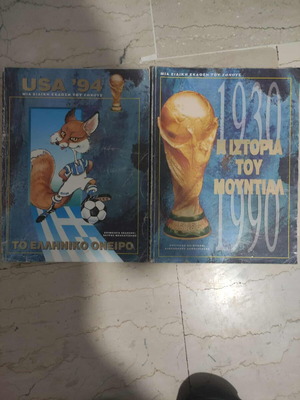 USA '94
ΜΙΑ ΕΙΔΙΚΗ ΕΚΔΟΣΗ ΤΟΥ ΕΘΝΟΥΣ
ΤΟ ΕΛΛΗΝΙΚΟ ΟΝΕΙΡΟ
ΜΙΑ ΕΙΔΙΚΗ ΕΚΔΟΣΗ ΤΟΥ ΕΘΝΟΥΣ
1930
Η ΙΣΤΟΡΙΑ
ΤΟΥ
ΜΟΥΝΤΙΑΛ
1990